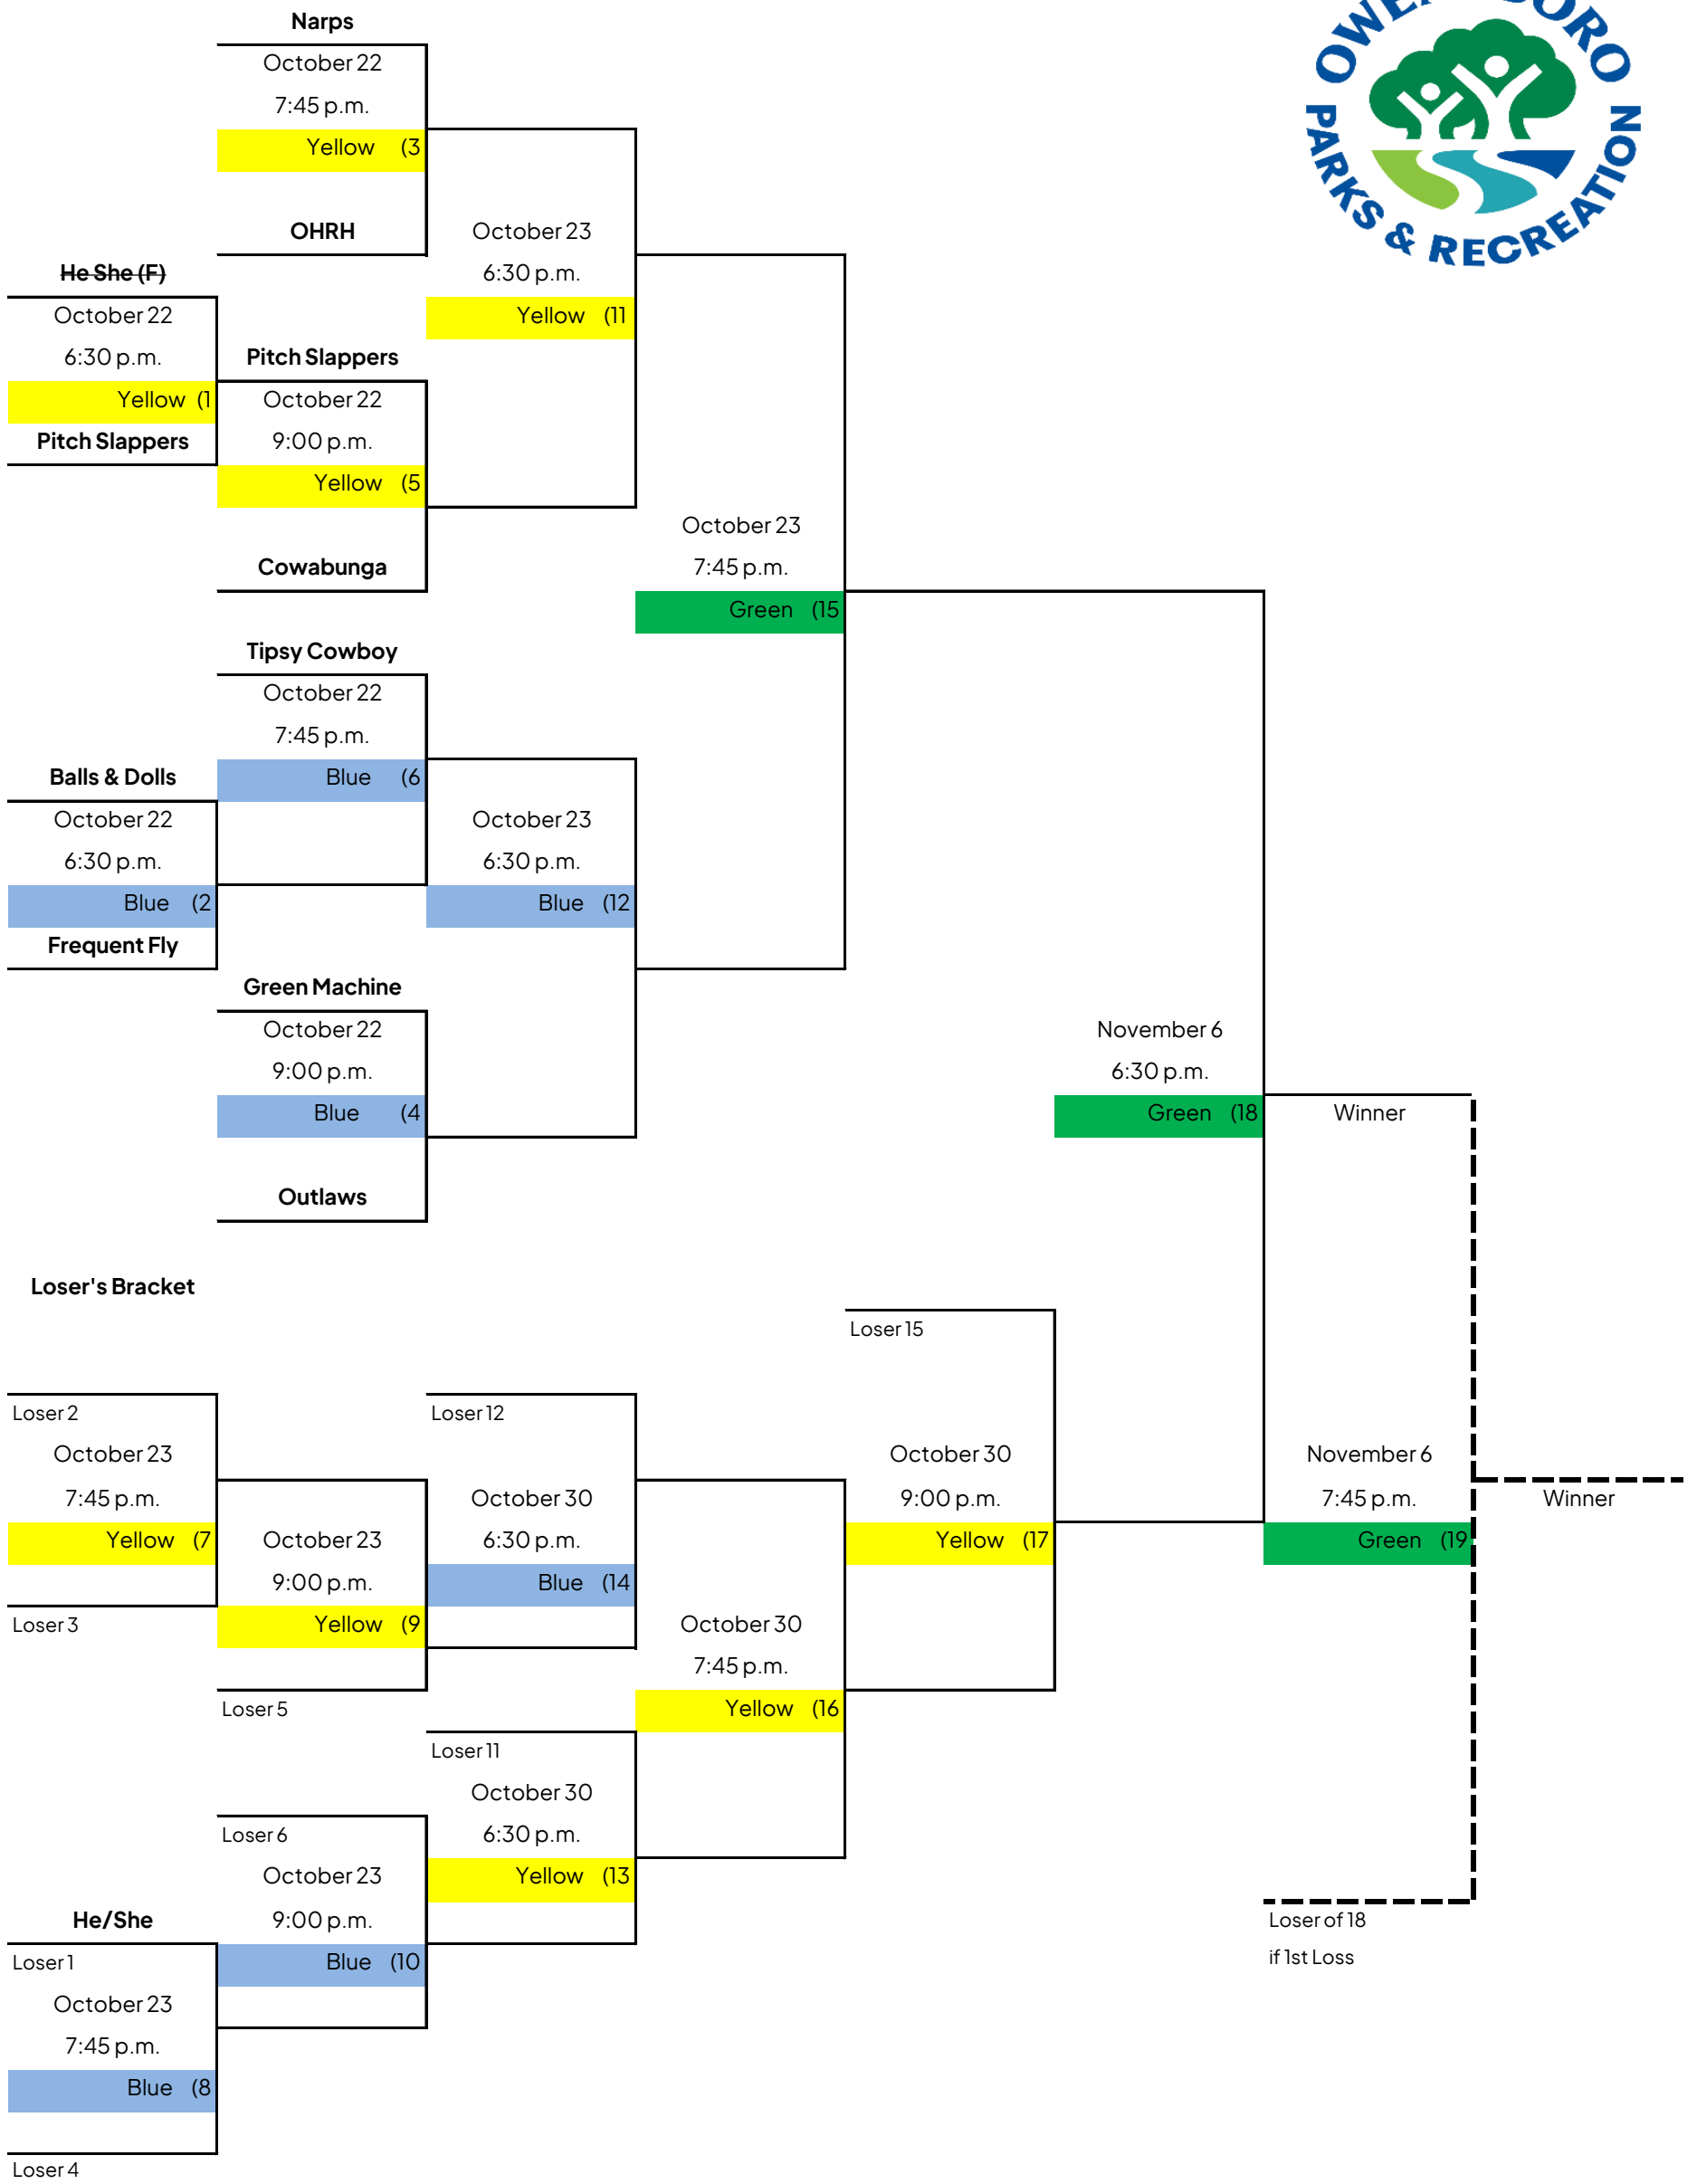 Narps
October 22
7:45 p.m.
Yellow (3
OHRH
He She (F)
October 22
6:30 p.m.
Yellow (1
Pitch Slappers
Pitch Slappers
October 22
9:00 p.m.
Yellow (5
Cowabunga
October 23
6:30 p.m.
Yellow (11
October 23
7:45 p.m.
Green (15
Tipsy Cowboy
October 22
7:45 p.m.
Blue (6
Balls & Dolls
October 22
6:30 p.m.
Blue (2
Frequent Fly
October 23
6:30 p.m.
Blue (12
Green Machine
October 22
9:00 p.m.
Blue (4
Outlaws
November 6
6:30 p.m.
Green (18
Winner
Loser's Bracket
Loser 15
Loser 2
October 23
7:45 p.m.
Yellow (7
Loser 3
October 23
9:00 p.m.
Yellow (9
Loser 5
Loser 12
October 30
6:30 p.m.
Blue (14
October 30
7:45 p.m.
Yellow (16
October 30
9:00 p.m.
Yellow (17
November 6
7:45 p.m.
Green (19
Winner
Loser 11
October 30
6:30 p.m.
Yellow (13
Loser 6
October 23
9:00 p.m.
Blue (10
He/She
Loser 1
October 23
7:45 p.m.
Blue (8
Loser 4
Loser of 18
if 1st Loss
PARKS & RECREATION